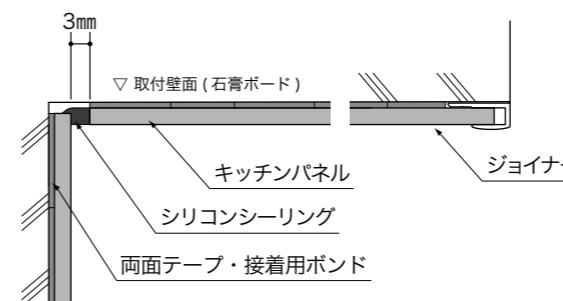 3mm
▽ 取付壁面 ( 石膏ボード )
ジョイナー
キッチンパネル
シリコンシーリング
両面テープ・接着用ボンド